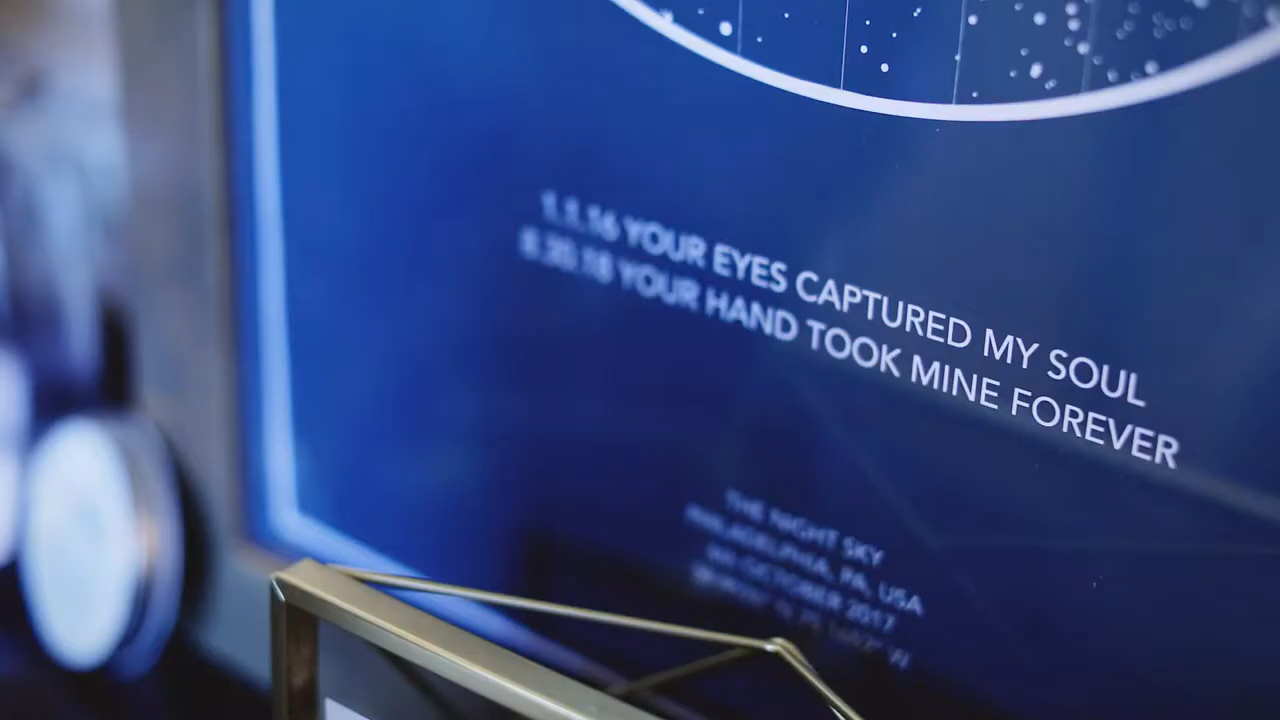 1.1.16 YOUR EYES CAPTURED MY SOUL
8.20.18 YOUR HAND TOOK MINE FOREVER
THE NIGHT SKY
PHILADELPHIA, PA, USA
OCTOBER 2017